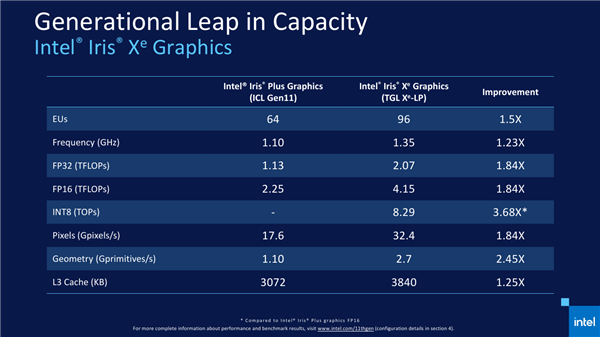 Generational Leap in Capacity
Intel® Iris® Xᵉ Graphics
Intel® Iris® Plus Graphics (ICL Gen11) Intel® Iris® Xᵉ Graphics (TGL Xᵉ-LP) Improvement
EUs 64 96 1.5X
Frequency (GHz) 1.10 1.35 1.23X
FP32 (TFLOPs) 1.13 2.07 1.84X
FP16 (TFLOPs) 2.25 4.15 1.84X
INT8 (TOPs) - 8.29 3.68X*
Pixels (Gpixels/s) 17.6 32.4 1.84X
Geometry (Gprimitives/s) 1.10 2.7 2.45X
L3 Cache (KB) 3072 3840 1.25X
* Compared to Intel® Iris® Plus graphics FP16
For more complete information about performance and benchmark results, visit www.intel.com/11thgen (configuration details in section 4).
intel